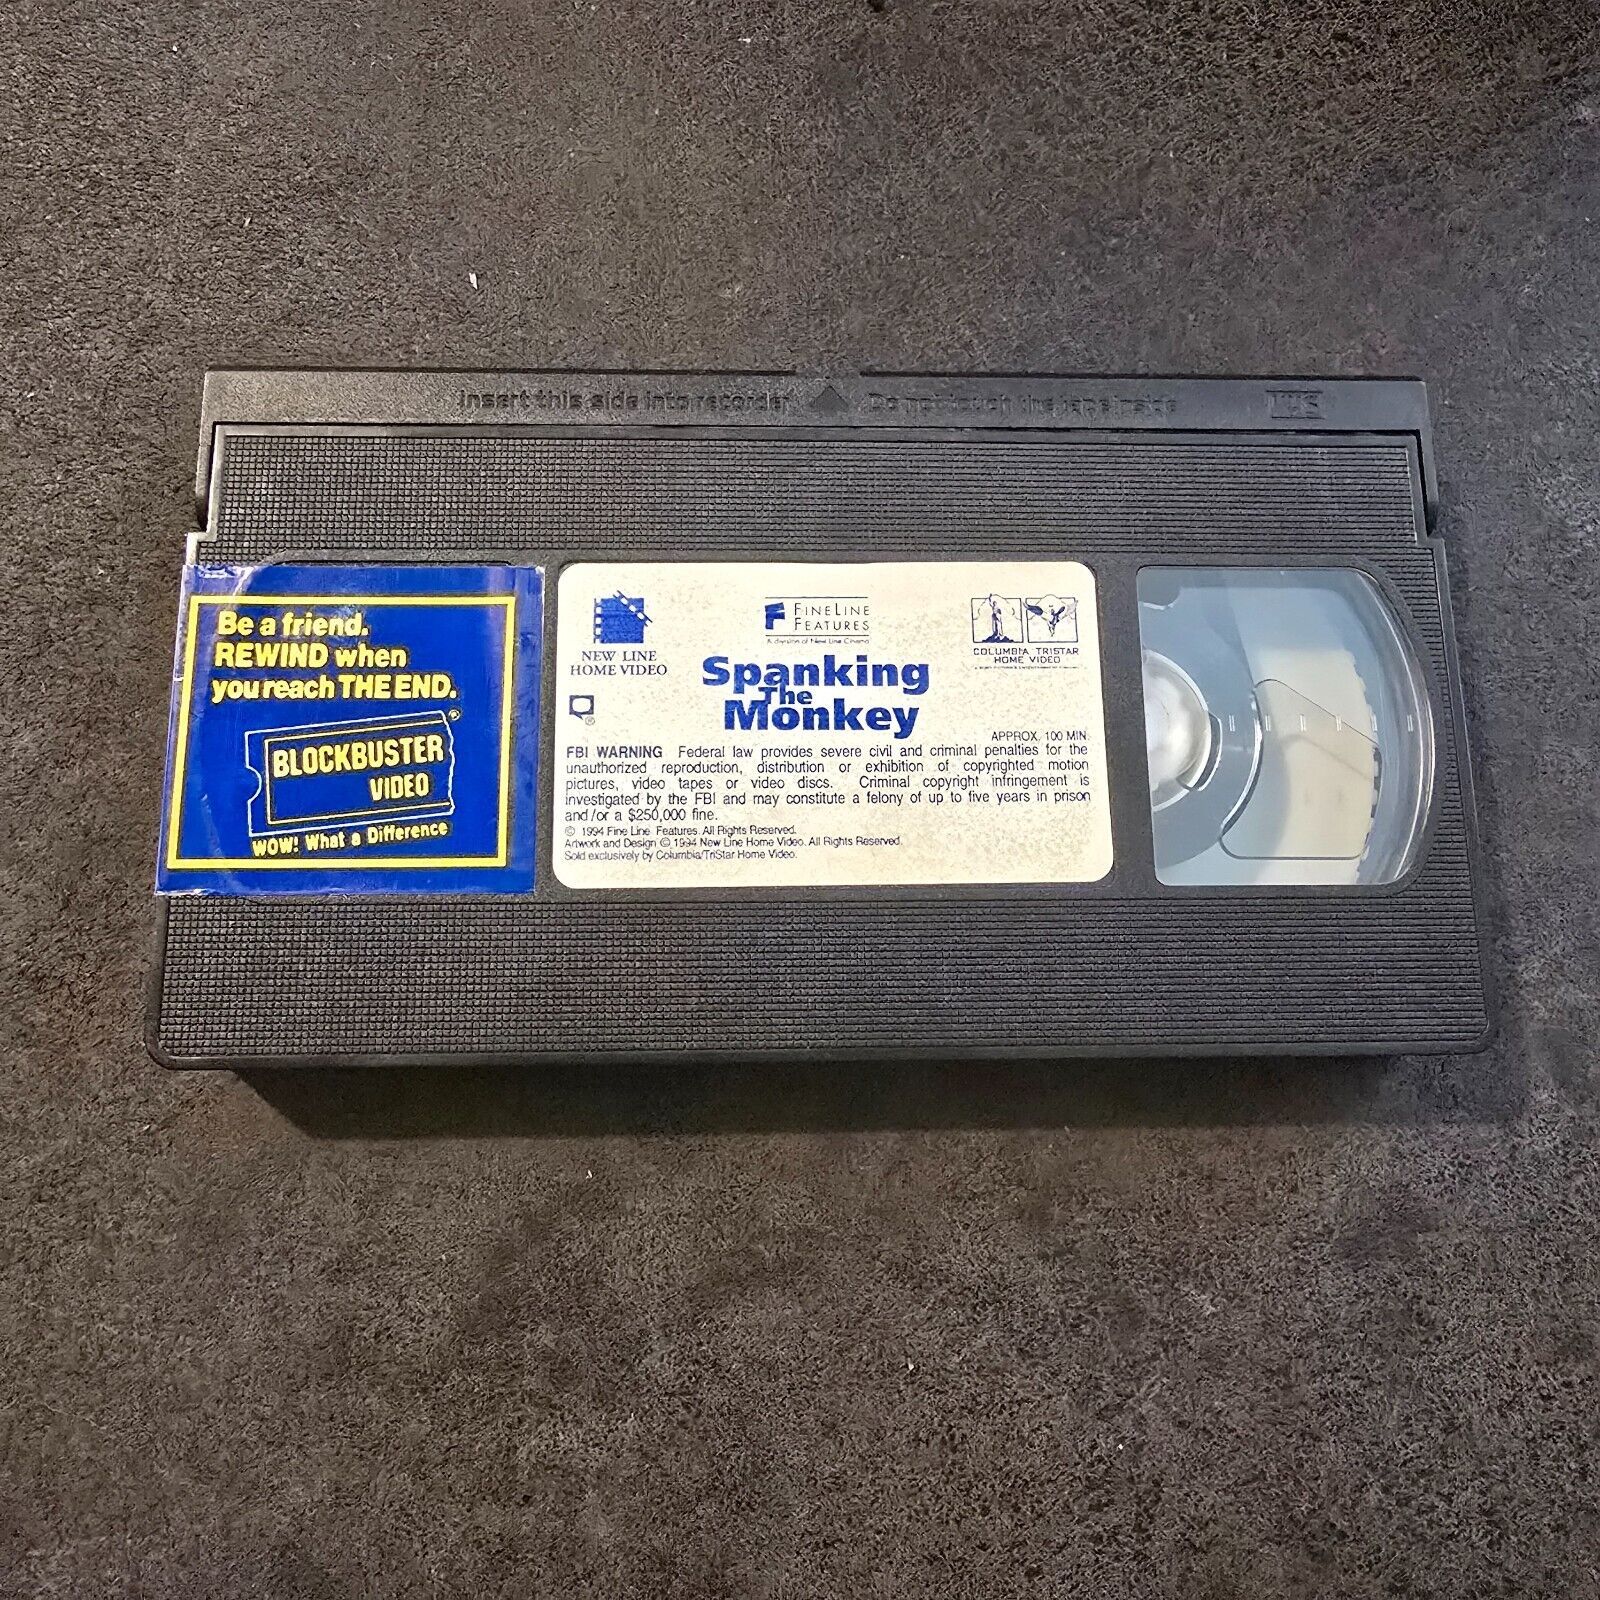 Insert this side into recorder Do not touch the tape inside VHS
Be a friend.
REWIND when
you reach THE END.
BLOCKBUSTER®
VIDEO
WOW! What a Difference
NEW LINE
HOME VIDEO
®
FINELINE
FEATURES
A division of New Line Cinema
COLUMBIA TRISTAR
HOME VIDEO
Spanking
The
Monkey
APPROX. 100 MIN.
FBI WARNING Federal law provides severe civil and criminal penalties for the
unauthorized reproduction, distribution or exhibition of copyrighted motion
pictures, video tapes or video discs. Criminal copyright infringement is
investigated by the FBI and may constitute a felony of up to five years in prison
and/or a $250,000 fine.
© 1994 Fine Line Features. All Rights Reserved.
Artwork and Design © 1994 New Line Home Video. All Rights Reserved.
Sold exclusively by Columbia/TriStar Home Video.